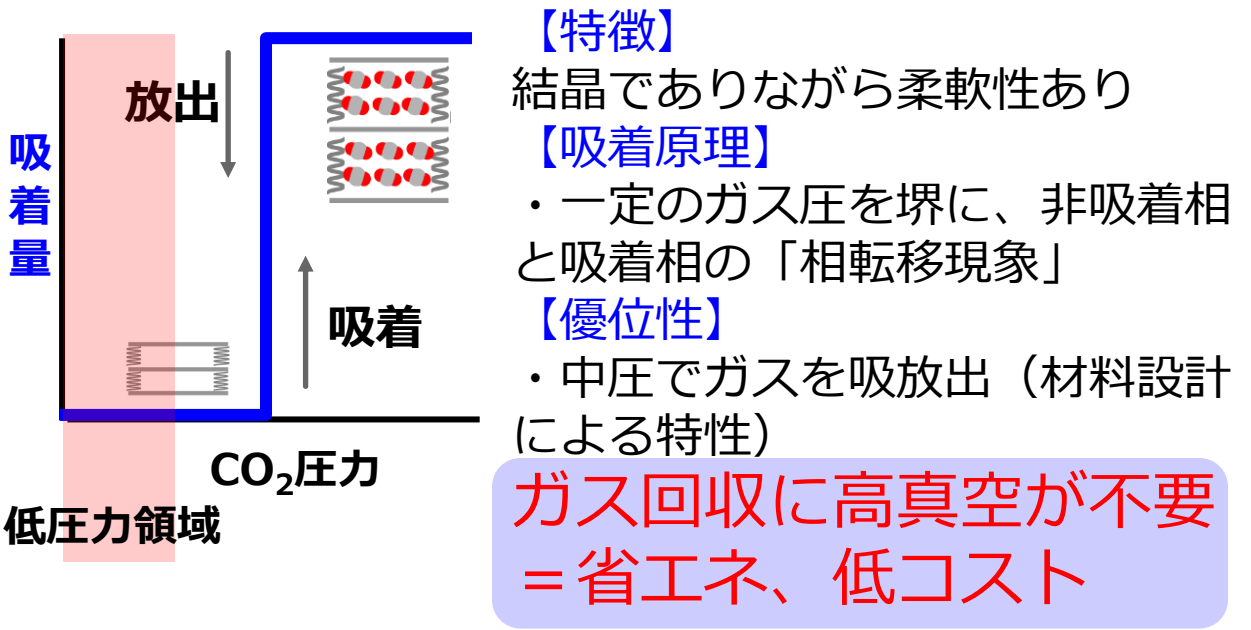 放出
吸着量
吸着
CO₂圧力
低圧力領域
【特徴】
結晶でありながら柔軟性あり
【吸着原理】
・一定のガス圧を堺に、非吸着相
と吸着相の「相転移現象」
【優位性】
・中圧でガスを吸放出（材料設計
による特性）
ガス回収に高真空が不要
＝省エネ、低コスト